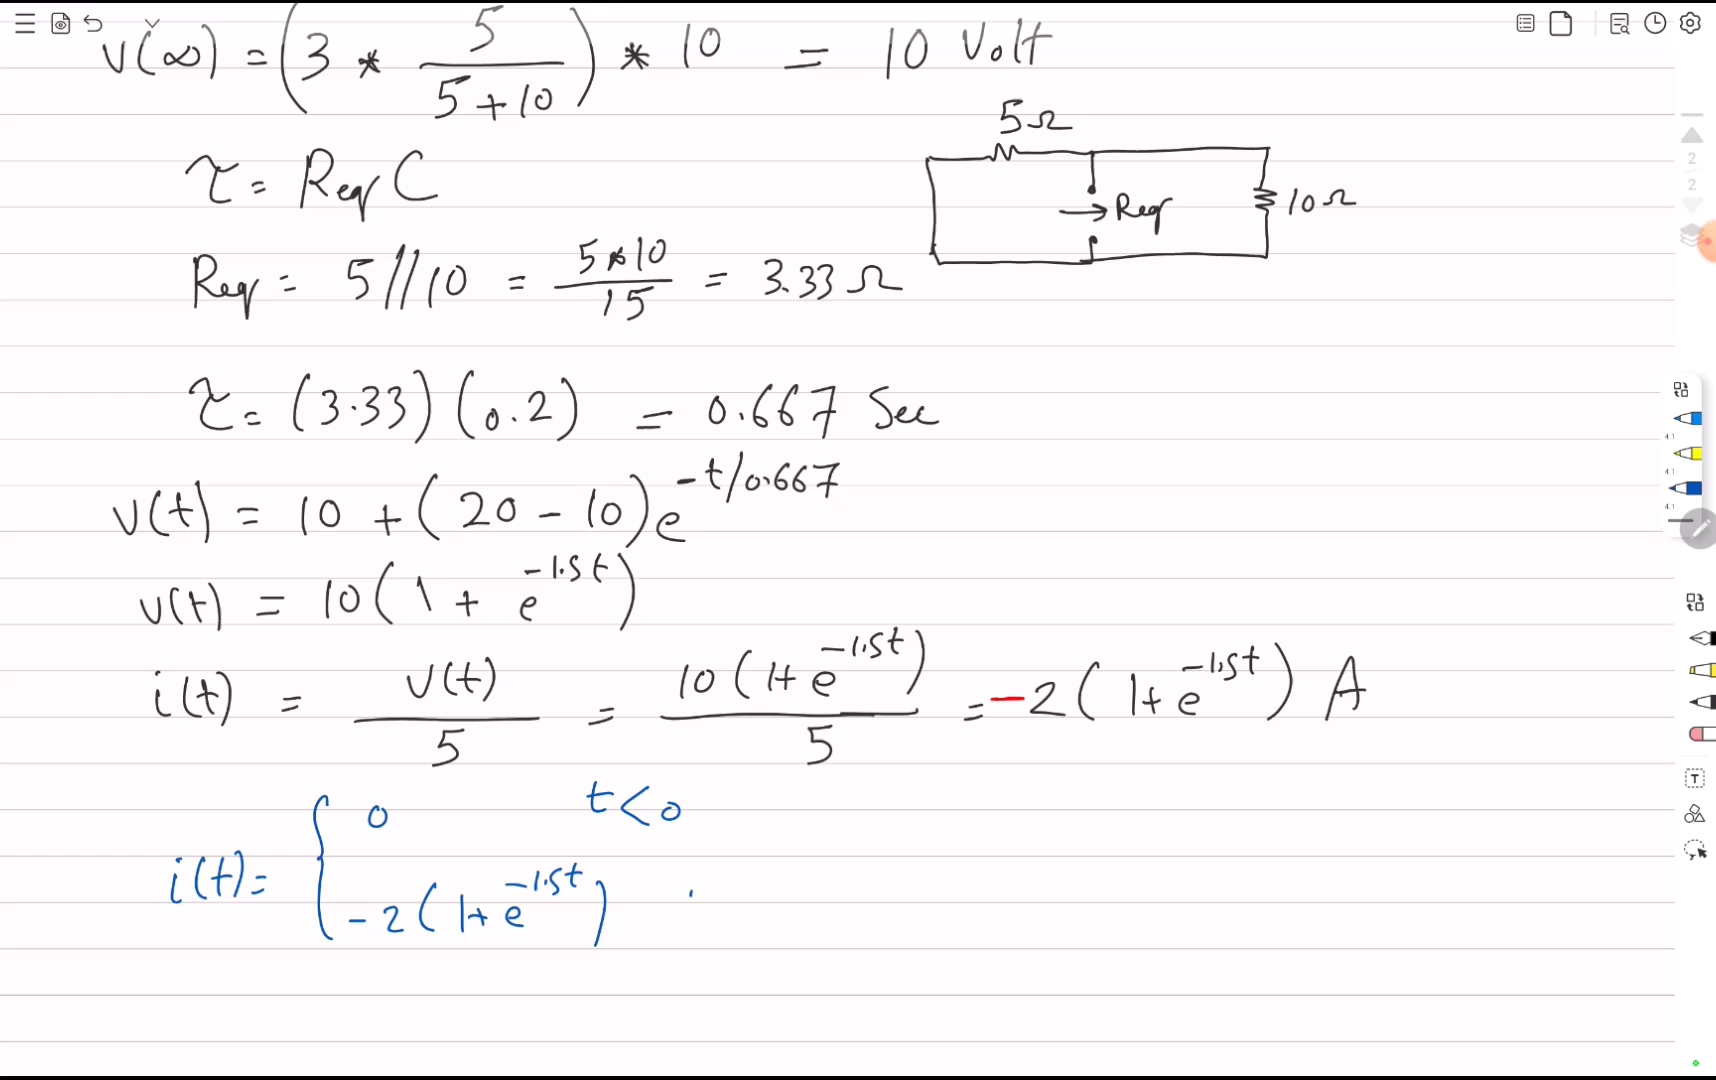 v(∞) = (3 * 5/(5+10)) * 10 = 10 Volt
5Ω
τ = Req C
Req
10Ω
Req = 5//10 = 5*10/15 = 3.33 Ω
τ = (3.33)(0.2) = 0.667 Sec
v(t) = 10 + (20 - 10)e^-t/0.667
v(t) = 10(1 + e^-1.5t)
i(t) = v(t)/5 = 10(1+e^-1.5t)/5 = -2(1+e^-1.5t) A
i(t) = { 0 t<0
-2(1+e^-1.5t)
2
2
T